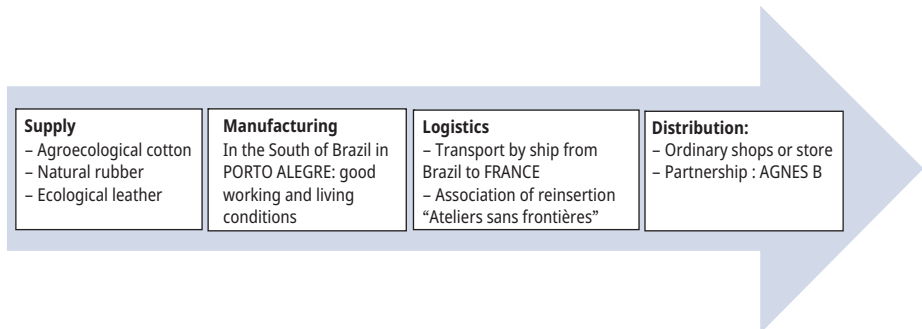 Supply
– Agroecological cotton
– Natural rubber
– Ecological leather
Manufacturing
In the South of Brazil in
PORTO ALEGRE: good
working and living
conditions
Logistics
– Transport by ship from
Brazil to FRANCE
– Association of reinsertion
“Ateliers sans frontières”
Distribution:
– Ordinary shops or store
– Partnership : AGNES B